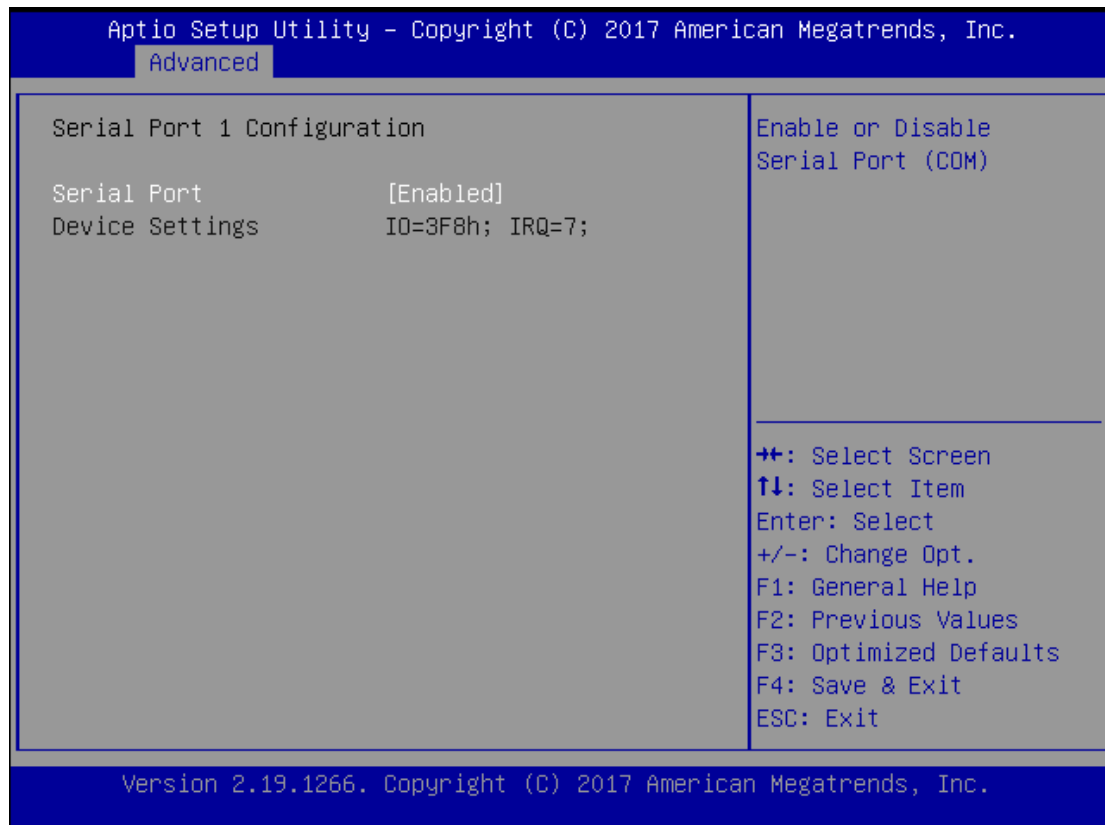 Aptio Setup Utility – Copyright (C) 2017 American Megatrends, Inc.
Advanced
Serial Port 1 Configuration
Serial Port [Enabled]
Device Settings IO=3F8h; IRQ=7;
Enable or Disable
Serial Port (COM)
→←: Select Screen
↑↓: Select Item
Enter: Select
+/-: Change Opt.
F1: General Help
F2: Previous Values
F3: Optimized Defaults
F4: Save & Exit
ESC: Exit
Version 2.19.1266. Copyright (C) 2017 American Megatrends, Inc.